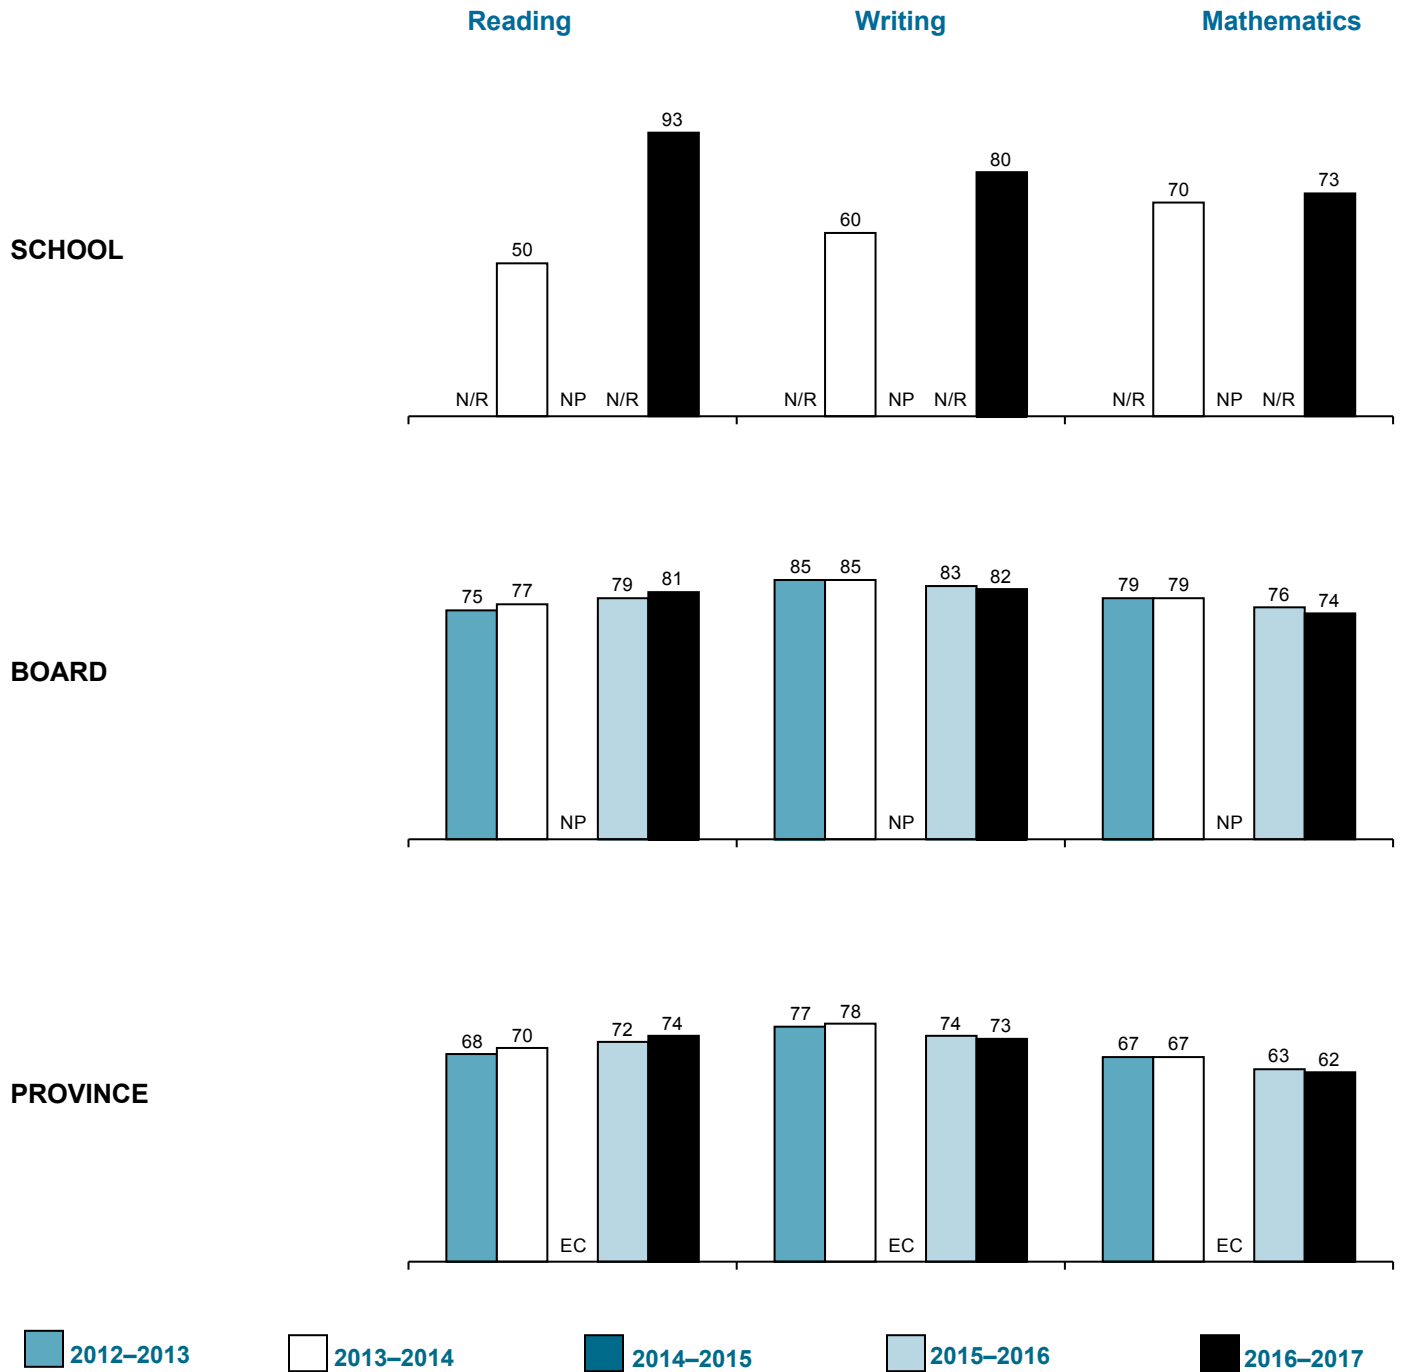 Reading Writing Mathematics
SCHOOL
N/R 50 NP N/R 93 N/R 60 NP N/R 80 N/R 70 NP N/R 73
BOARD
75 77 NP 79 81 85 85 NP 83 82 79 79 NP 76 74
PROVINCE
68 70 EC 72 74 77 78 EC 74 73 67 67 EC 63 62
2012–2013 2013–2014 2014–2015 2015–2016 2016–2017